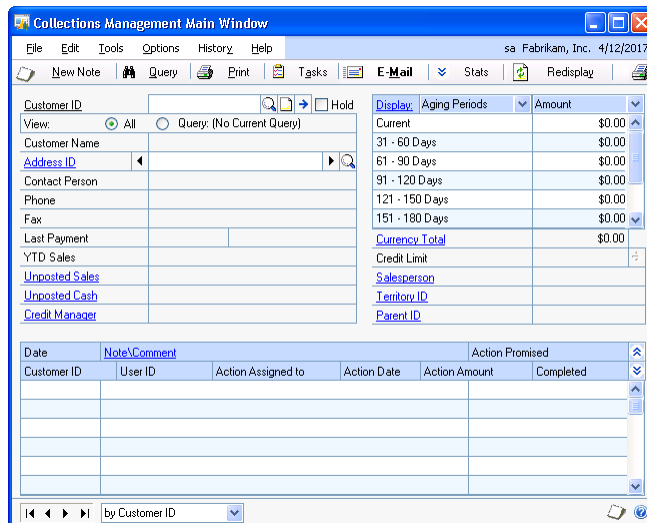 Collections Management Main Window
File Edit Tools Options History Help sa Fabrikam, Inc. 4/12/2017
New Note Query Print Tasks E-Mail Stats Redisplay
Customer ID Hold
View: All Query: (No Current Query)
Customer Name
Address ID
Contact Person
Phone
Fax
Last Payment
YTD Sales
Unposted Sales
Unposted Cash
Credit Manager
Display: Aging Periods Amount
Current $0.00
31 - 60 Days $0.00
61 - 90 Days $0.00
91 - 120 Days $0.00
121 - 150 Days $0.00
151 - 180 Days $0.00
Currency Total $0.00
Credit Limit
Salesperson
Territory ID
Parent ID
Date Note\Comment Action Promised
Customer ID User ID Action Assigned to Action Date Action Amount Completed
by Customer ID